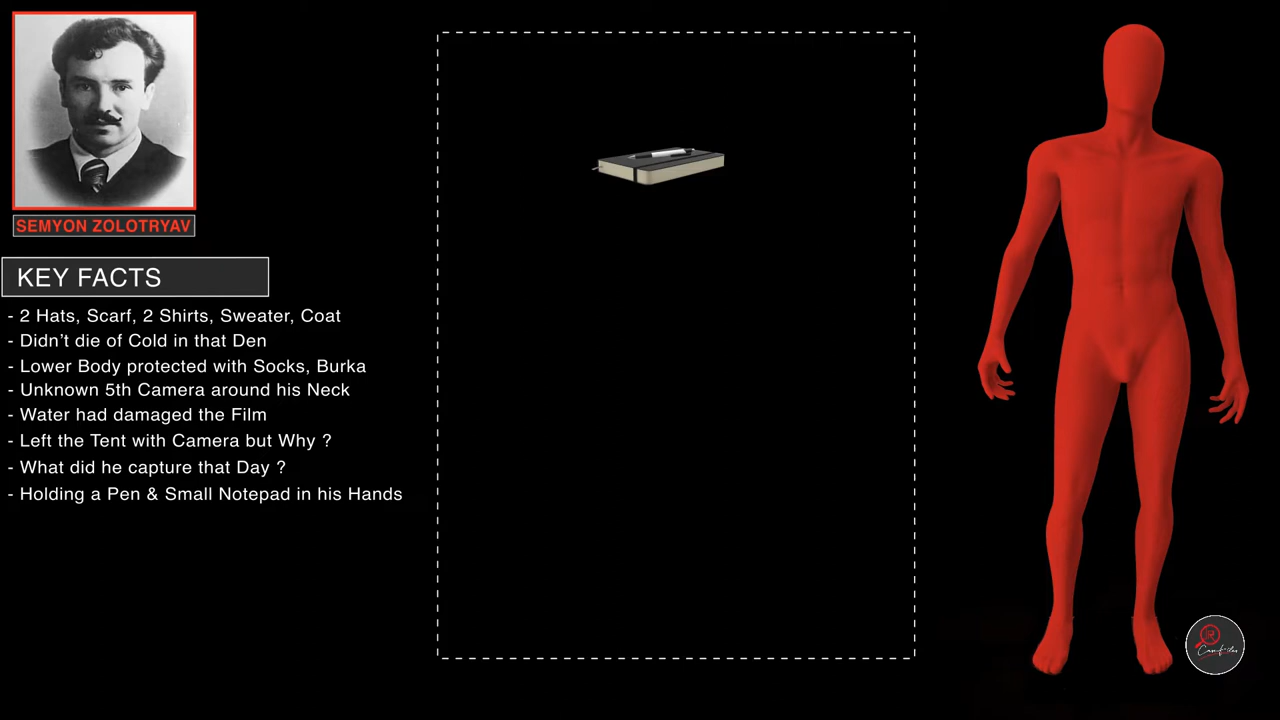 SEMYON ZOLOTRYAV
KEY FACTS
- 2 Hats, Scarf, 2 Shirts, Sweater, Coat
- Didn't die of Cold in that Den
- Lower Body protected with Socks, Burka
- Unknown 5th Camera around his Neck
- Water had damaged the Film
- Left the Tent with Camera but Why ?
- What did he capture that Day ?
- Holding a Pen & Small Notepad in his Hands